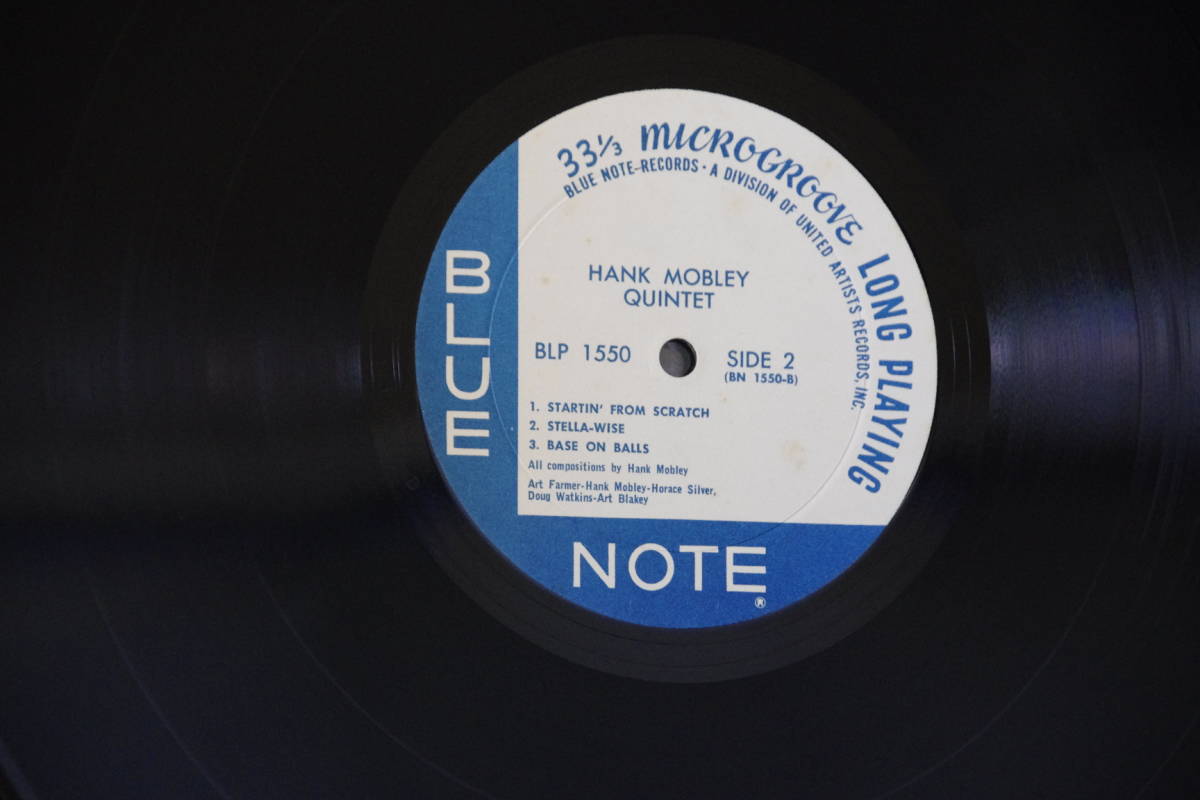 33⅓ MICROGROOVE LONG PLAYING
BLUE NOTE-RECORDS • A DIVISION OF UNITED ARTISTS RECORDS, INC.
HANK MOBLEY
QUINTET
BLP 1550
SIDE 2
(BN 1550-B)
1. STARTIN' FROM SCRATCH
2. STELLA-WISE
3. BASE ON BALLS
All compositions by Hank Mobley
Art Farmer-Hank Mobley-Horace Silver,
Doug Watkins-Art Blakey
BLUE
NOTE
®